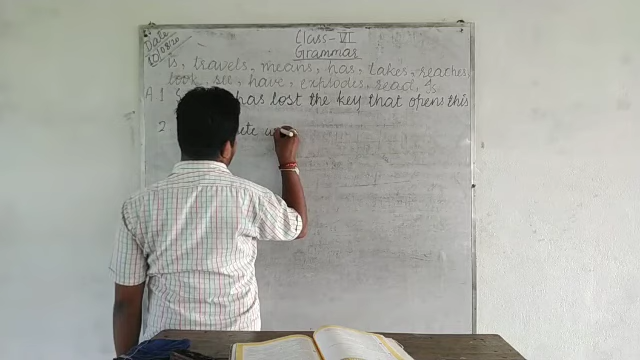 Date
Class - VI
Grammar
is, travels, means, has, takes, reaches,
look, see, have, explodes, read, is
A 1 has lost the key that opens this
2